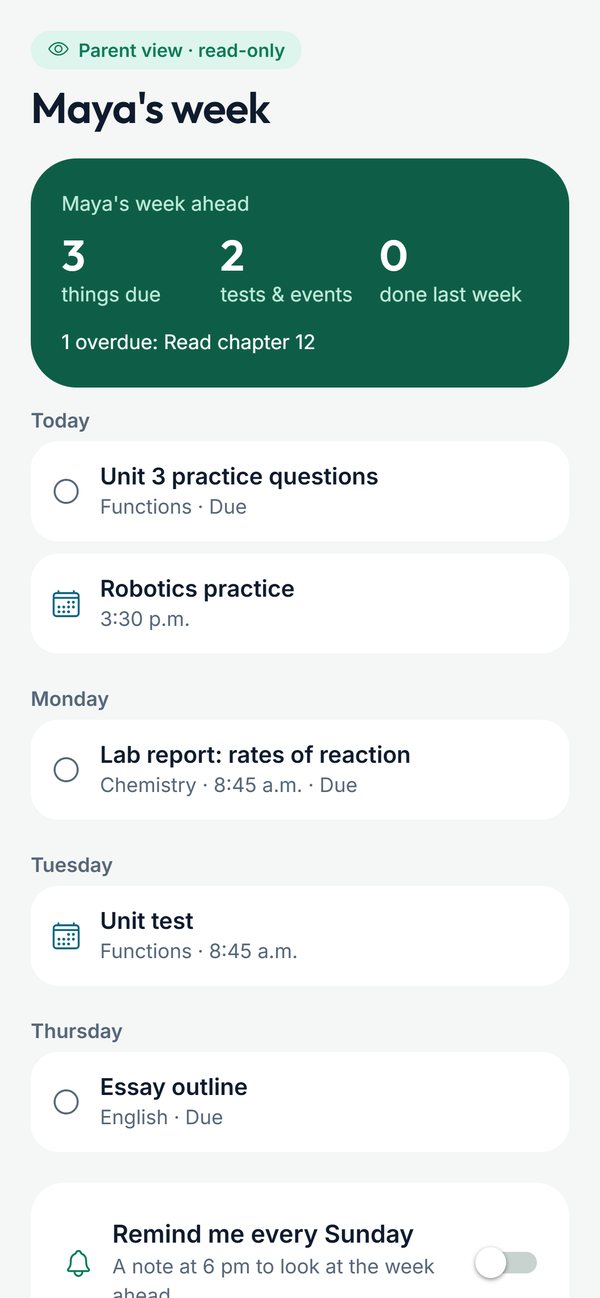 Parent view · read-only
Maya's week
Maya's week ahead
3
things due
2
tests & events
0
done last week
1 overdue: Read chapter 12
Today
Unit 3 practice questions
Functions · Due
Robotics practice
3:30 p.m.
Monday
Lab report: rates of reaction
Chemistry · 8:45 a.m. · Due
Tuesday
Unit test
Functions · 8:45 a.m.
Thursday
Essay outline
English · Due
Remind me every Sunday
A note at 6 pm to look at the week
ahead